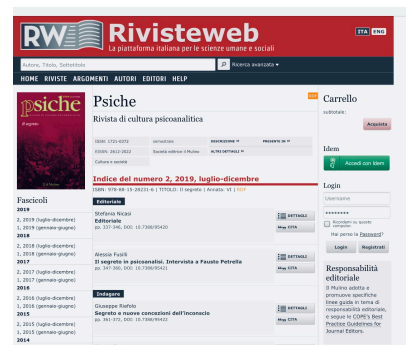 RW Rivisteweb
La piattaforma italiana per le scienze umane e sociali
ITA ENG
Autore, Titolo, Sottotitolo
Ricerca avanzata
HOME RIVISTE ARGOMENTI AUTORI EDITORI HELP
psiche
Il segreto
Fascicoli
2019
2, 2019 (luglio-dicembre)
1, 2019 (gennaio-giugno)
2018
2, 2018 (luglio-dicembre)
1, 2018 (gennaio-giugno)
2017
2, 2017 (luglio-dicembre)
1, 2017 (gennaio-giugno)
2016
2, 2016 (luglio-dicembre)
1, 2016 (gennaio-giugno)
2015
2, 2015 (luglio-dicembre)
1, 2015 (gennaio-giugno)
2014
Psiche
Rivista di cultura psicoanalitica
ISSN: 1721-0372 semestrale DESCRIZIONE PRESENTE IN
EISSN: 2612-2022 Società editrice il Mulino ALTRI DETTAGLI
Cultura e società
Indice del numero 2, 2019, luglio-dicembre
ISBN: 978-88-15-28231-6 | TITOLO: Il segreto | Annata: VI |
Editoriale
Stefania Nicasi
Editoriale
pp. 337-346, DOI: 10.7388/95420
DETTAGLI
CITA
Alessia Fusilli
Il segreto in psicoanalisi. Intervista a Fausto Petrella
pp. 347-360, DOI: 10.7388/95421
DETTAGLI
CITA
Indagare
Giuseppe Riefolo
Segreto e nuove concezioni dell'inconscio
pp. 361-372, DOI: 10.7388/95422
DETTAGLI
CITA
Carrello
subtotale:
Acquista
Idem
Accedi con Idem
Login
Username
Ricordami su questo computer.
Hai perso la Password?
Login Registrati
Responsabilità
editoriale
Il Mulino adotta e
promuove specifiche
linee guida in tema di
responsabilità editoriale,
e segue le COPE's Best
Practice Guidelines for
Journal Editors.